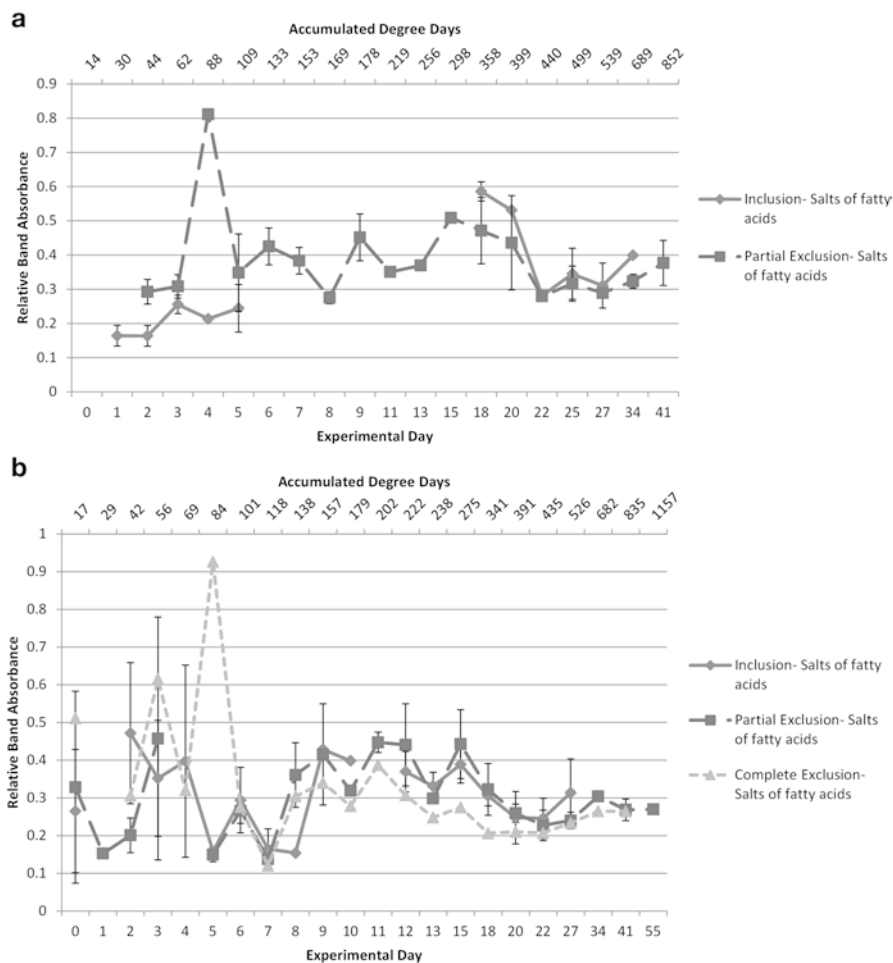 a
Accumulated Degree Days
14 30 44 62 88 109 133 153 169 178 219 256 298 358 399 440 499 539 689 852
0.9
0.8
0.7
0.6
0.5
0.4
0.3
0.2
0.1
0
Relative Band Absorbance
0 1 2 3 4 5 6 7 8 9 11 13 15 18 20 22 25 27 34 41
Experimental Day
Inclusion- Salts of fatty
acids
Partial Exclusion- Salts
of fatty acids
b
Accumulated Degree Days
17 29 42 56 69 84 101 118 138 157 179 202 222 238 275 341 391 435 526 682 835 1157
1
0.9
0.8
0.7
0.6
0.5
0.4
0.3
0.2
0.1
0
Relative Band Absorbance
0 1 2 3 4 5 6 7 8 9 10 11 12 13 15 18 20 22 27 34 41 55
Experimental Day
Inclusion- Salts of fatty
acids
Partial Exclusion- Salts
of fatty acids
Complete Exclusion-
Salts of fatty acids